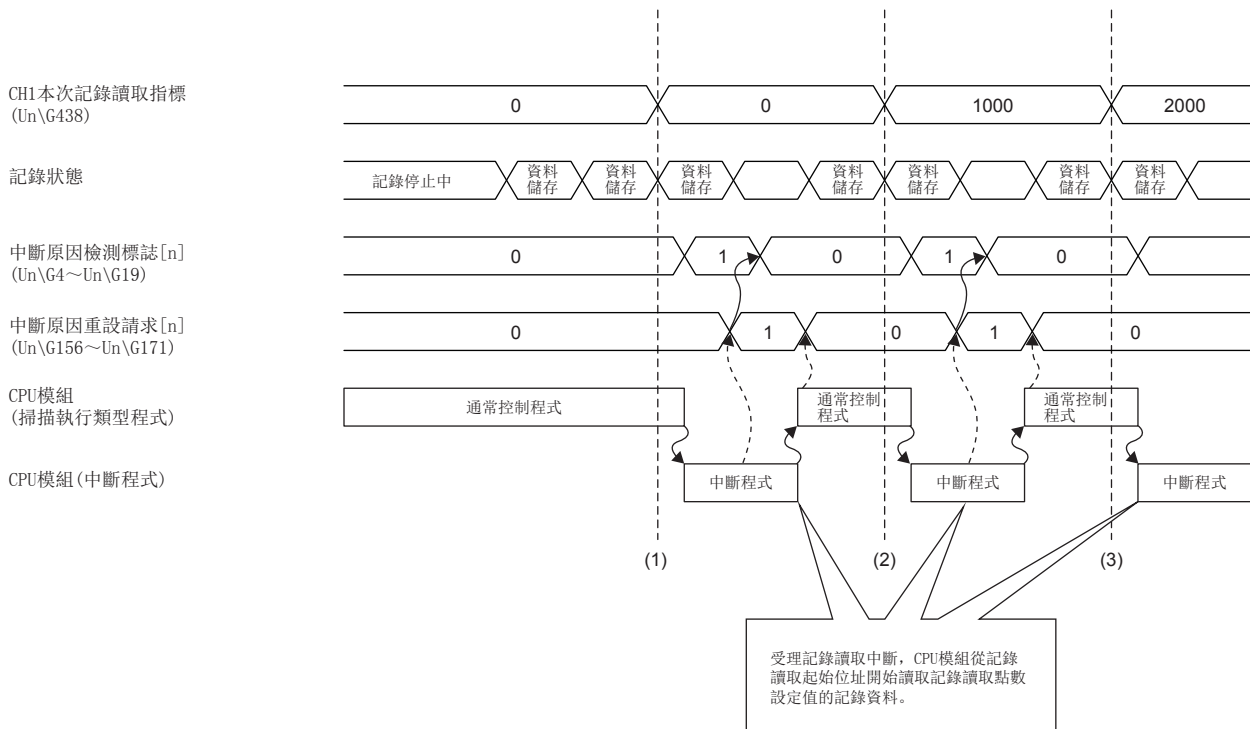 CH1本次記錄讀取指標
(Un\G438)
0
0
1000
2000
記錄狀態
記錄停止中
資料
儲存
資料
儲存
資料
儲存
資料
儲存
資料
儲存
資料
儲存
資料
儲存
中斷原因檢測標誌[n]
(Un\G4～Un\G19)
0
1
0
1
0
中斷原因重設請求[n]
(Un\G156～Un\G171)
0
1
0
1
0
CPU模組
(掃描執行類型程式)
通常控制程式
通常控制
程式
通常控制
程式
CPU模組(中斷程式)
中斷程式
中斷程式
中斷程式
(1)
(2)
(3)
受理記錄讀取中斷，CPU模組從記錄
讀取起始位址開始讀取記錄讀取點數
設定值的記錄資料。